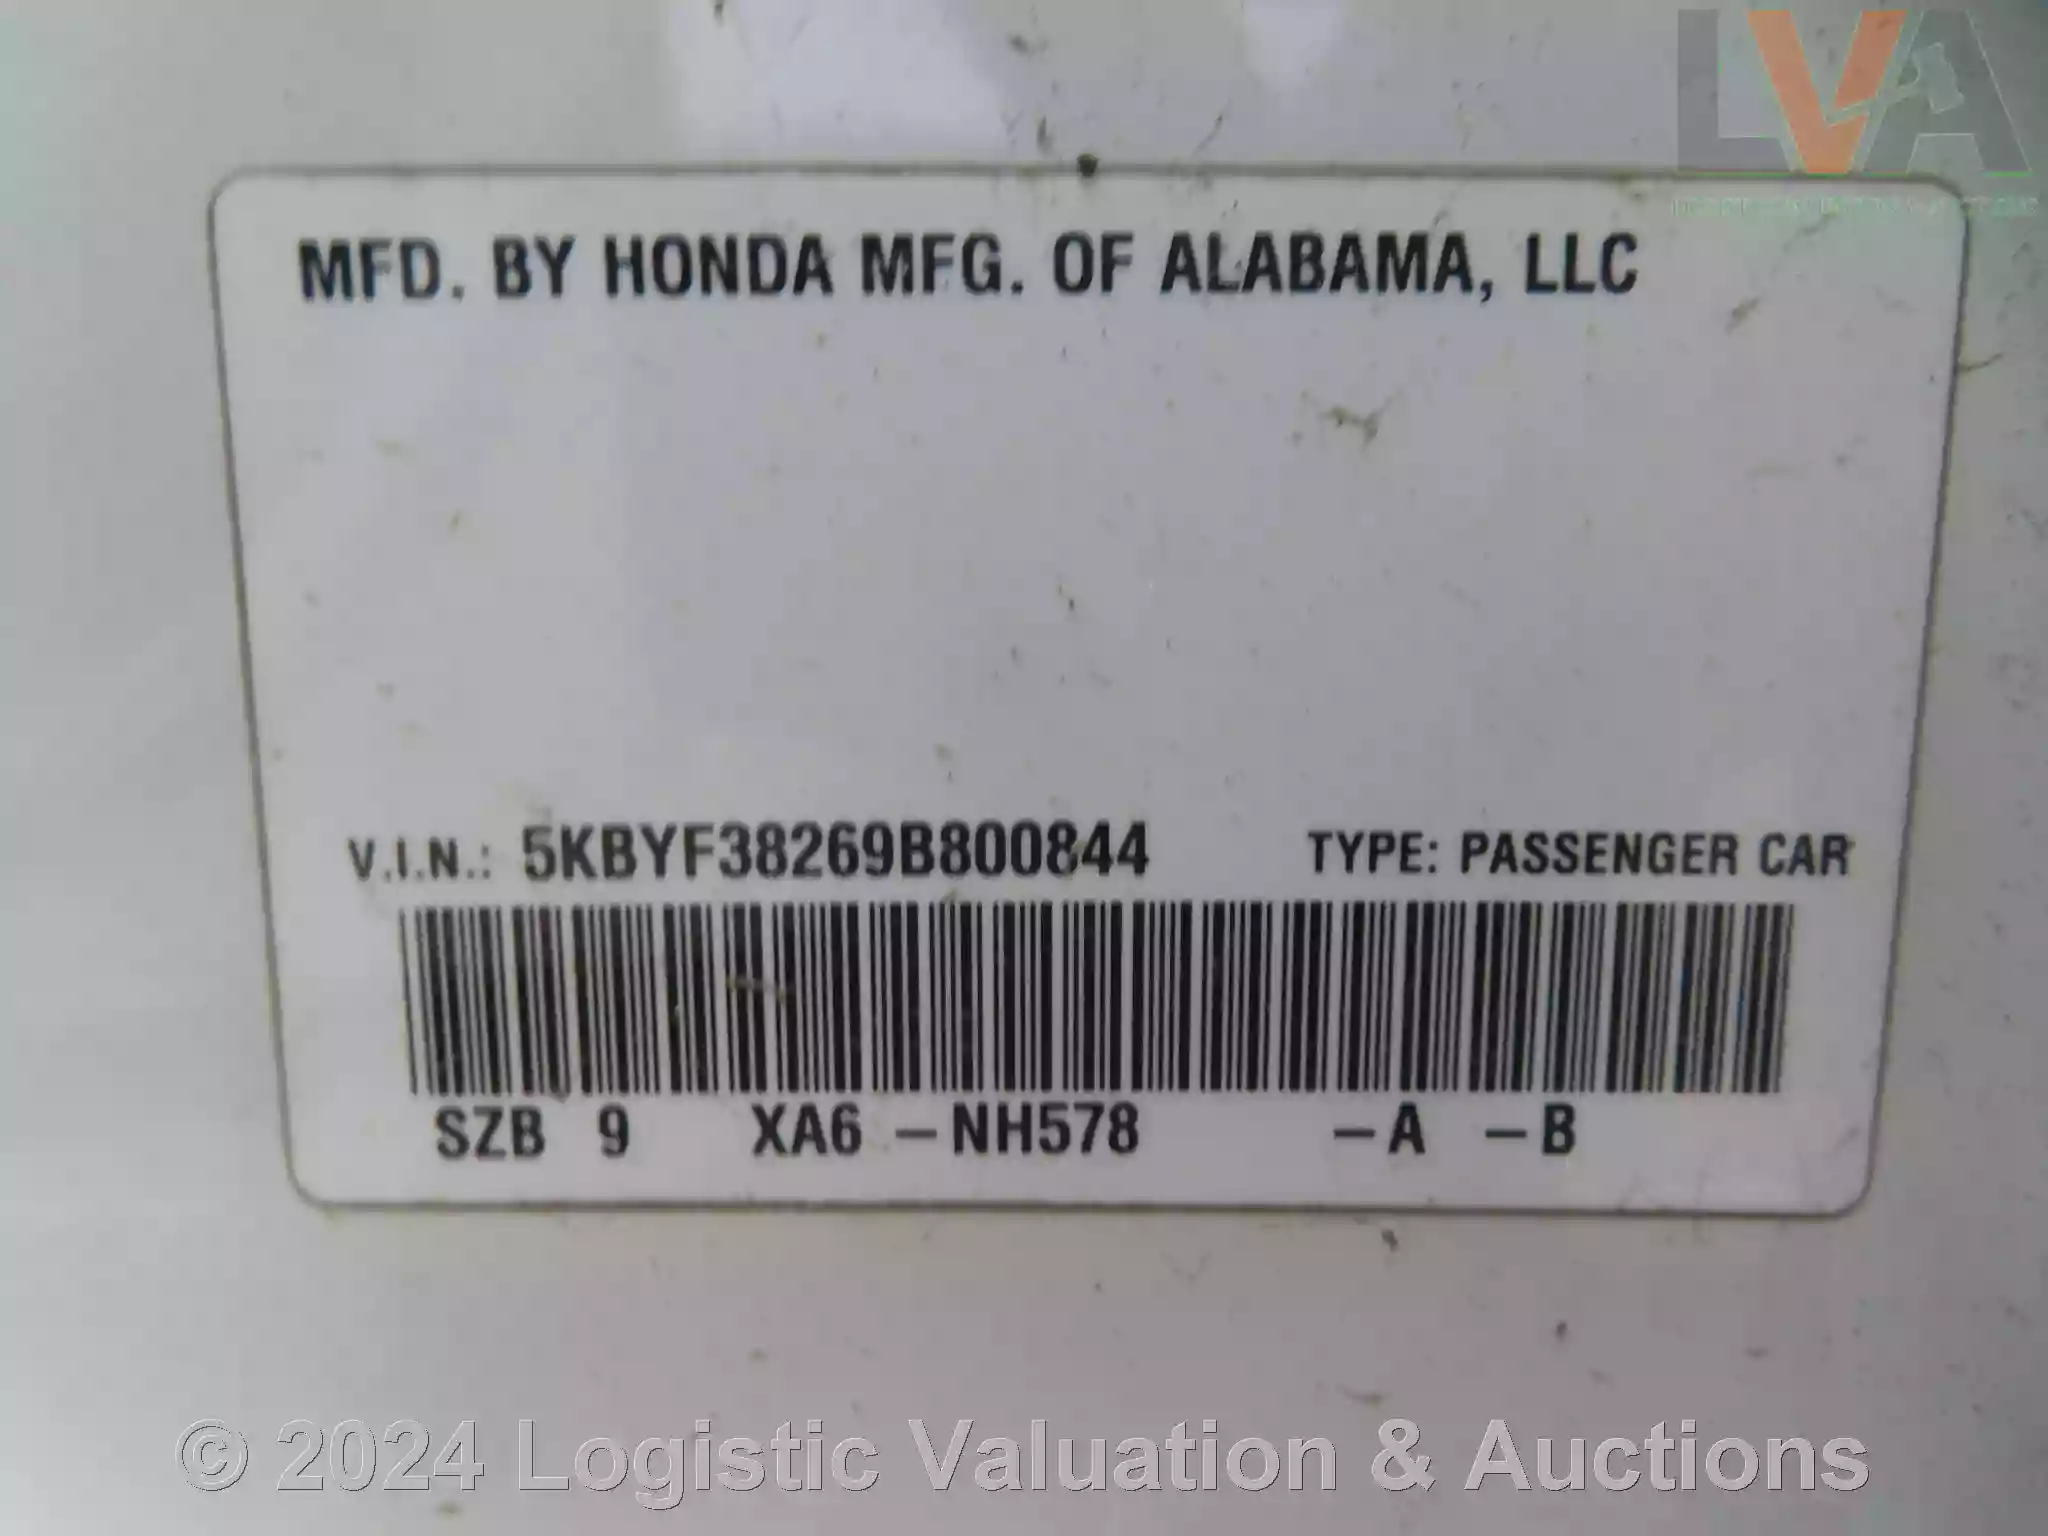 LVA
MFD. BY HONDA MFG. OF ALABAMA, LLC
V.I.N.: 5KBYF38269B800844 TYPE: PASSENGER CAR
SZB 9 XA6 -NH578 -A -B
© 2024 Logistic Valuation & Auctions